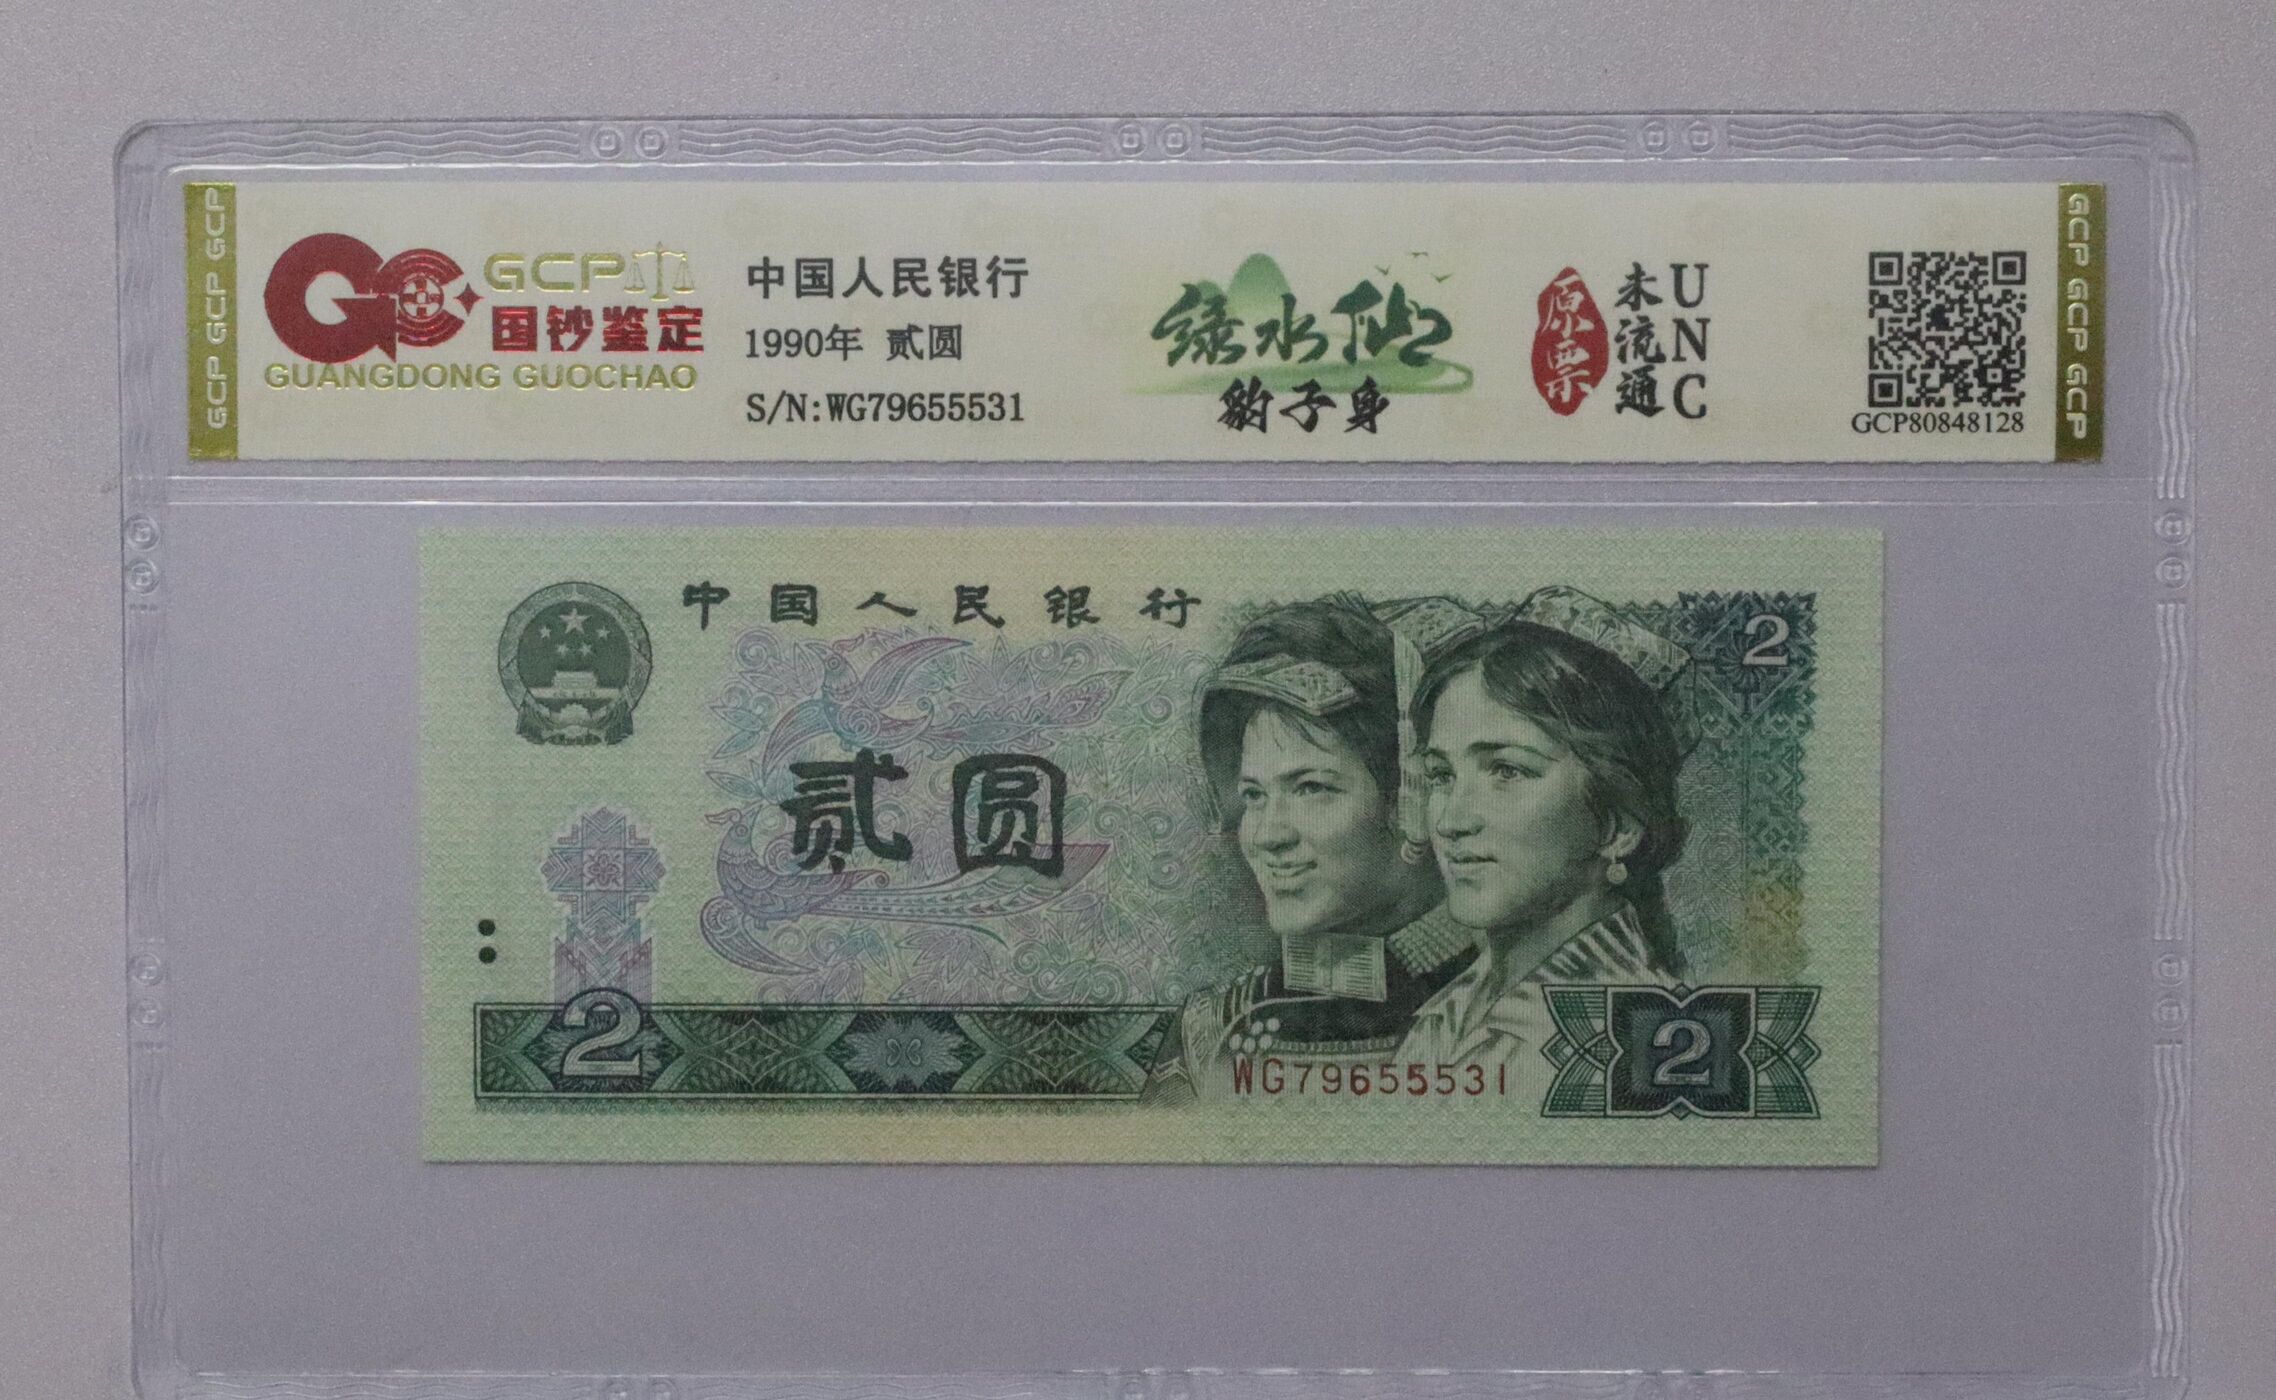 GCP GCP GCP
GCP
国钞鉴定
GUANGDONG GUOCHAO
中国人民银行
1990年 贰圆
S/N:WG79655531
绿水仙
豹子身
原票
未流通
UNC
GCP80848128
GCP GCP GCP
中国人民银行
2
贰圆
2
2
WG79655531